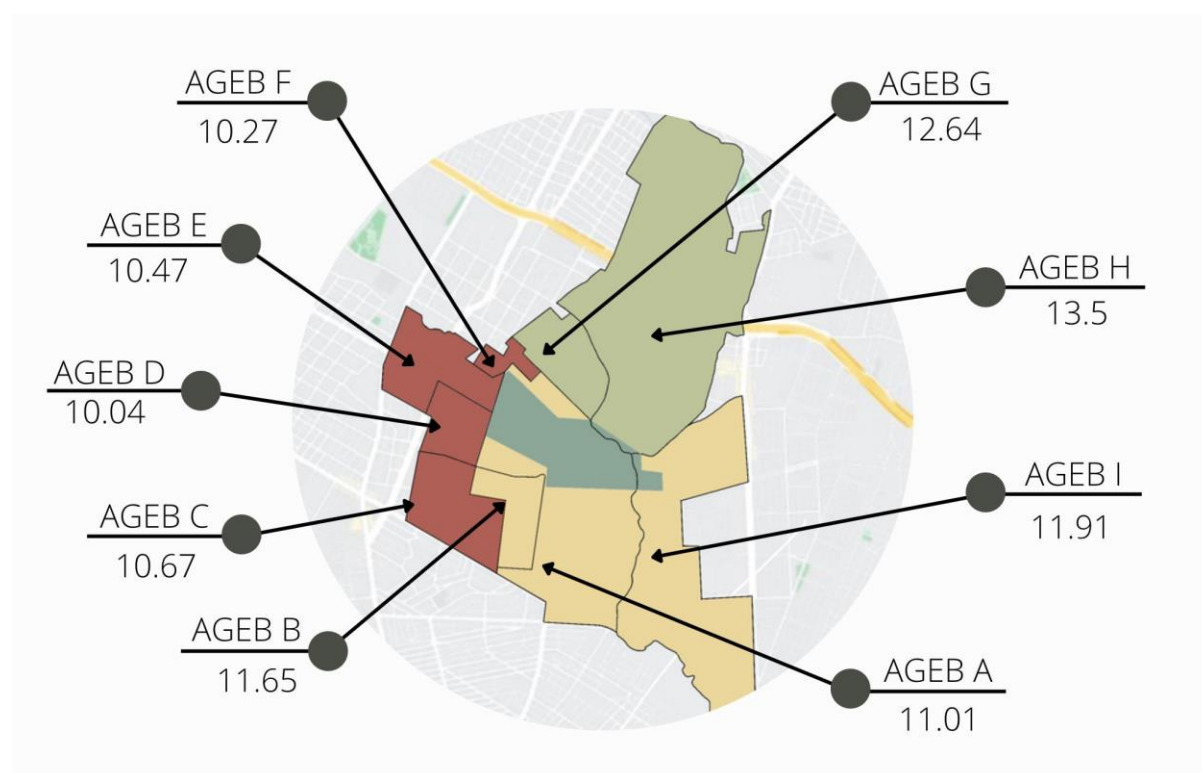 AGEB F
10.27
AGEB G
12.64
AGEB E
10.47
AGEB H
13.5
AGEB D
10.04
AGEB I
11.91
AGEB C
10.67
AGEB B
11.65
AGEB A
11.01